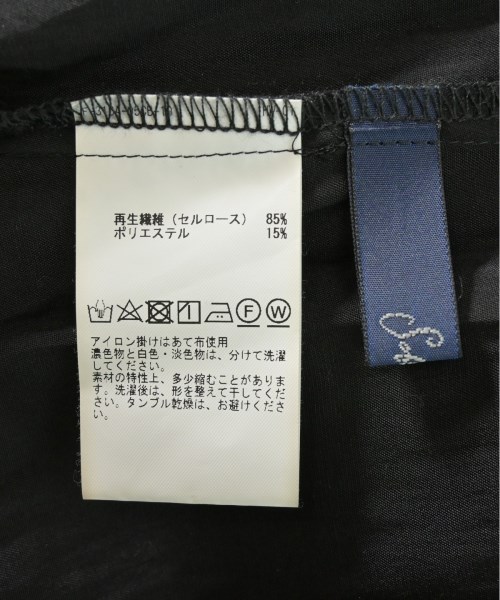 再生繊維(セルロース) 85%
ポリエステル 15%
F W
アイロン掛けはあて布使用
濃色物と白色・淡色物は、分けて洗濯
してください。
素材の特性上、多少縮むことがありま
す。洗濯後は、形を整えて干してくださ
い。タンブル乾燥は、お避けくださ
い。